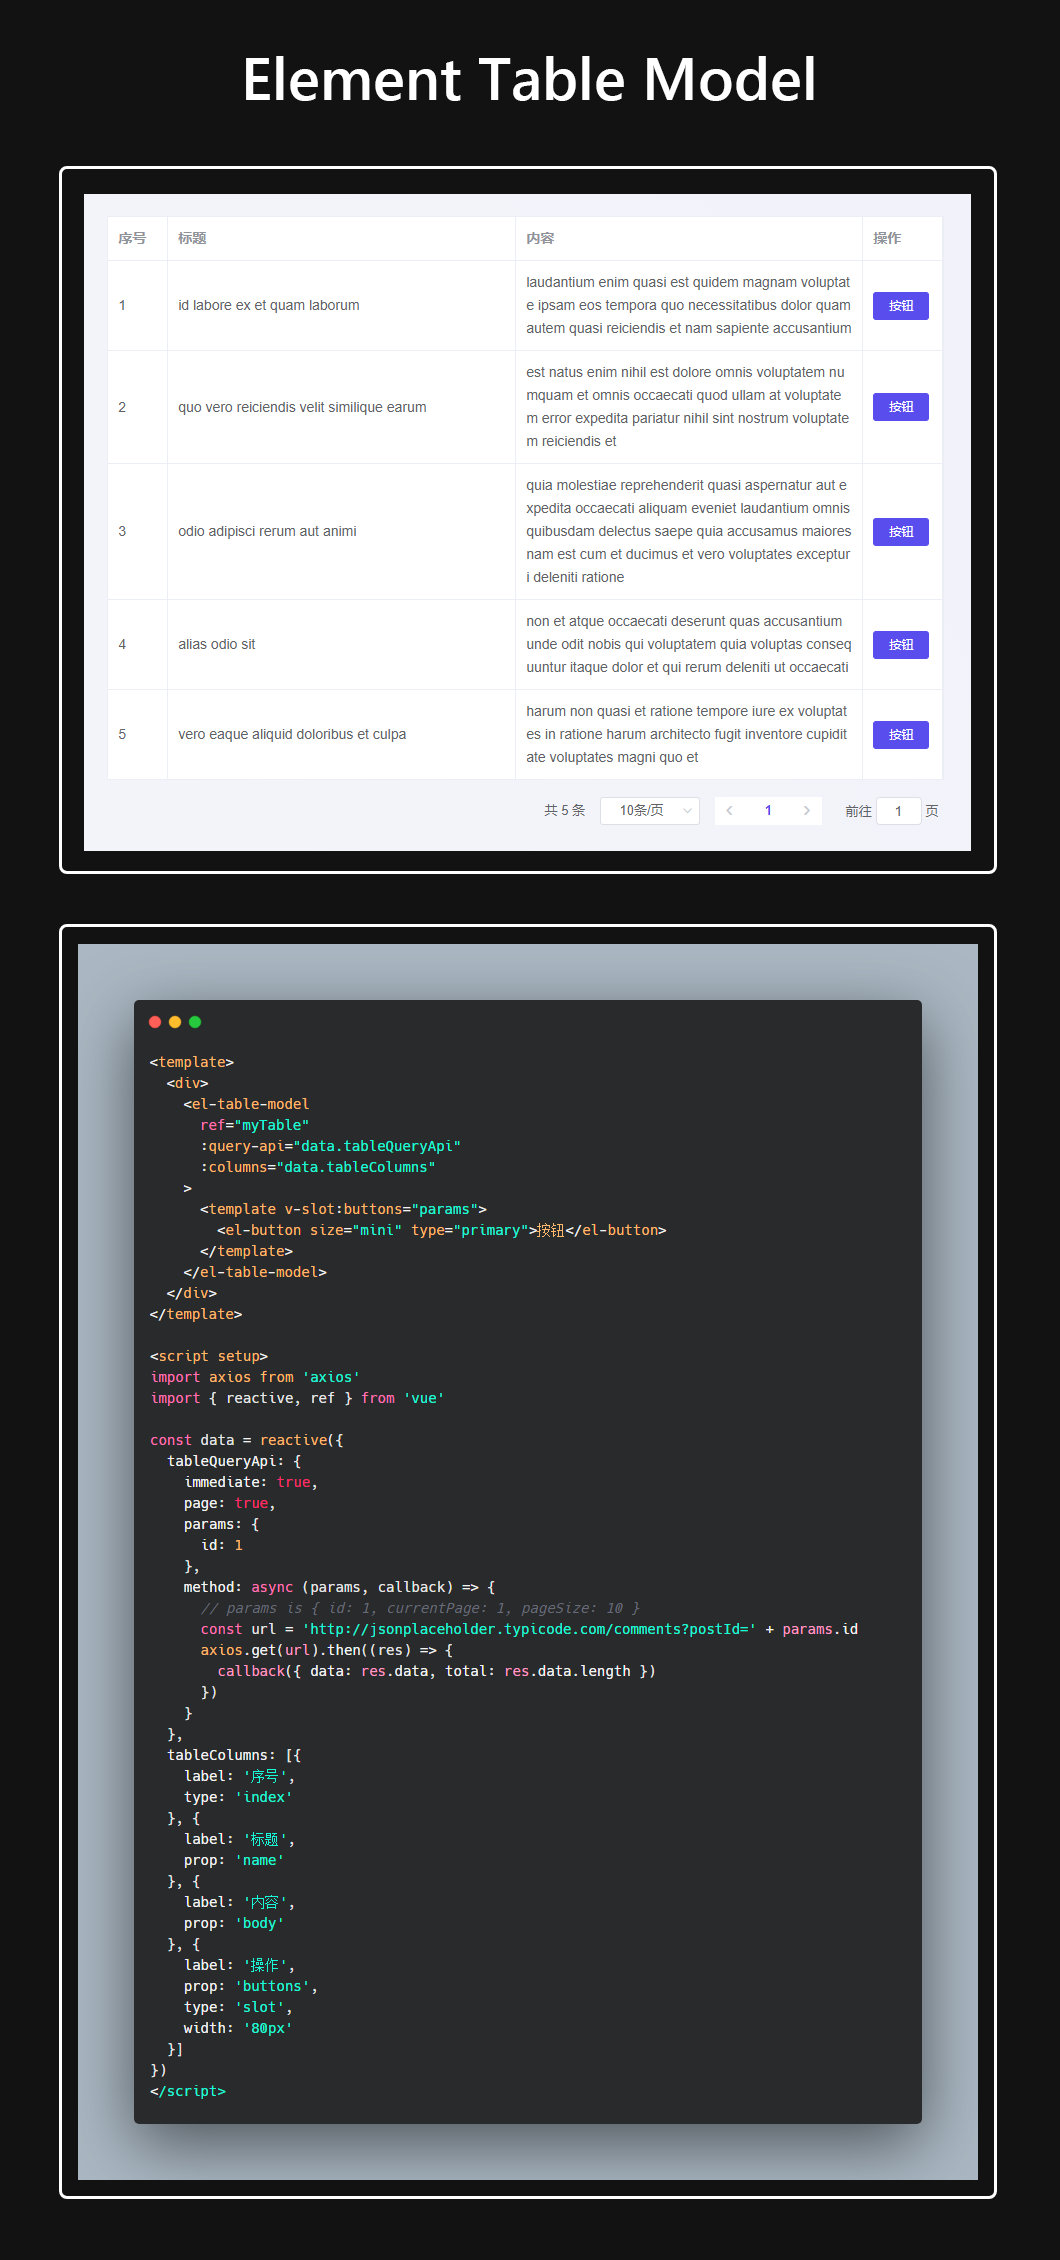 Element Table Model
序号 标题 内容 操作
1 id labore ex et quam laborum laudantium enim quasi est quidem magnam voluptat
e ipsam eos tempora quo necessitatibus dolor quam
autem quasi reiciendis et nam sapiente accusantium
按钮
2 quo vero reiciendis velit similique earum est natus enim nihil est dolore omnis voluptatem nu
mquam et omnis occaecati quod ullam at voluptate
m error expedita pariatur nihil sint nostrum voluptate
m reiciendis et
按钮
3 odio adipisci rerum aut animi quia molestiae reprehenderit quasi aspernatur aut e
xpedita occaecati aliquam eveniet laudantium omnis
quibusdam delectus saepe quia accusamus maiores
nam est cum et ducimus et vero voluptates exceptur
i deleniti ratione
按钮
4 alias odio sit non et atque occaecati deserunt quas accusantium
unde odit nobis qui voluptatem quia voluptas conseq
uuntur itaque dolor et qui rerum deleniti ut occaecati
按钮
5 vero eaque aliquid doloribus et culpa harum non quasi et ratione tempore iure ex voluptat
es in ratione harum architecto fugit inventore cupidit
ate voluptates magni quo et
按钮
共 5 条 10条/页 1 前往 1 页
<template>
  <div>
    <el-table-model
      ref="myTable"
      :query-api="data.tableQueryApi"
      :columns="data.tableColumns"
    >
      <template v-slot:buttons="params">
        <el-button size="mini" type="primary">按钮</el-button>
      </template>
    </el-table-model>
  </div>
</template>
<script setup>
import axios from 'axios'
import { reactive, ref } from 'vue'
const data = reactive({
  tableQueryApi: {
    immediate: true,
    page: true,
    params: {
      id: 1
    },
    method: async (params, callback) => {
      // params is { id: 1, currentPage: 1, pageSize: 10 }
      const url = 'http://jsonplaceholder.typicode.com/comments?postId=' + params.id
      axios.get(url).then((res) => {
        callback({ data: res.data, total: res.data.length })
      })
    }
  },
  tableColumns: [{
    label: '序号',
    type: 'index'
  }, {
    label: '标题',
    prop: 'name'
  }, {
    label: '内容',
    prop: 'body'
  }, {
    label: '操作',
    prop: 'buttons',
    type: 'slot',
    width: '80px'
  }]
})
</script>